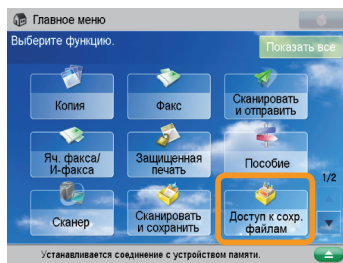 Главное меню
Выберите функцию.
Показать все
Копия
Факс
Сканировать
и отправить
Яч. факса/
И-факса
Защищенная
печать
Пособие
1/2
Сканер
Сканировать
и сохранить
Доступ к сохр.
файлам
Устанавливается соединение с устройством памяти.